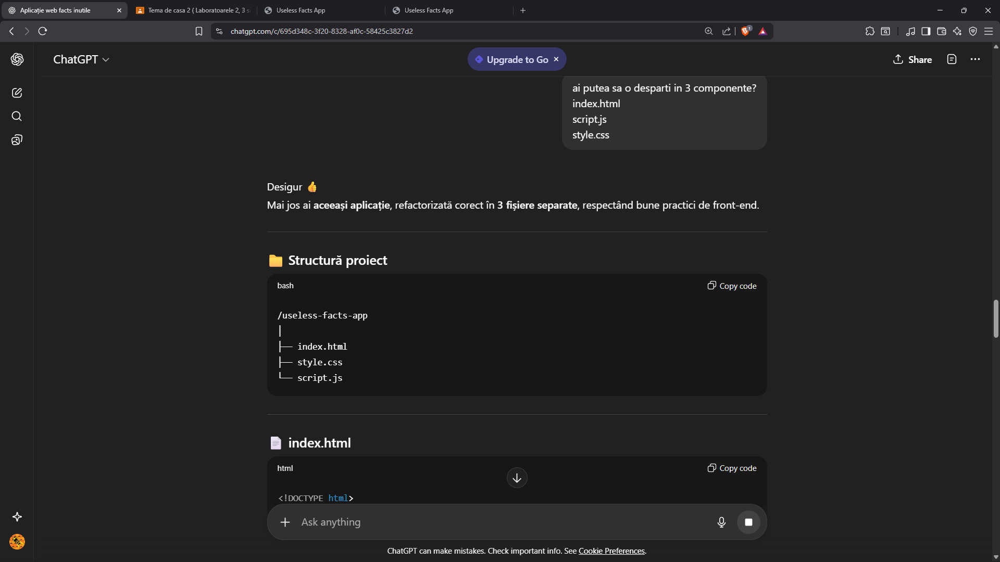 Aplicație web facts inutile
Tema de casa 2 ( Laboratoarele 2, 3 și
Useless Facts App
Useless Facts App
chatgpt.com/c/695d348c-3f20-8328-af0c-58425c3827d2
1
ChatGPT
Upgrade to Go
Share
ai putea sa o desparti in 3 componente?
index.html
script.js
style.css
Desigur 👍
Mai jos ai aceeași aplicație, refactorizată corect în 3 fișiere separate, respectând bune practici de front-end.
📁 Structură proiect
bash
Copy code
/useless-facts-app
│
├── index.html
├── style.css
└── script.js
📄 index.html
html
Copy code
<!DOCTYPE html>
Ask anything
ChatGPT can make mistakes. Check important info. See Cookie Preferences.